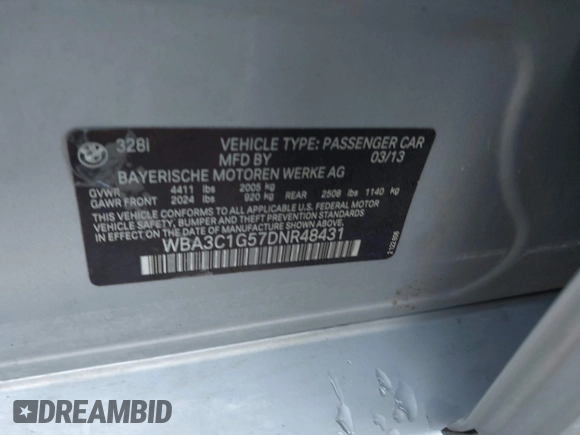 328i VEHICLE TYPE: PASSENGER CAR
MFD BY 03/13
BAYERISCHE MOTOREN WERKE AG
GVWR 4411 lbs 2005 kg
GAWR FRONT 2024 lbs 920 kg REAR 2508 lbs 1140 kg
THIS VEHICLE CONFORMS TO ALL APPLICABLE U.S. FEDERAL MOTOR
VEHICLE SAFETY, BUMPER, AND THEFT PREVENTION STANDARDS
IN EFFECT ON THE DATE OF MANUFACTURE SHOWN ABOVE.
WBA3C1G57DNR48431
DREAMBID